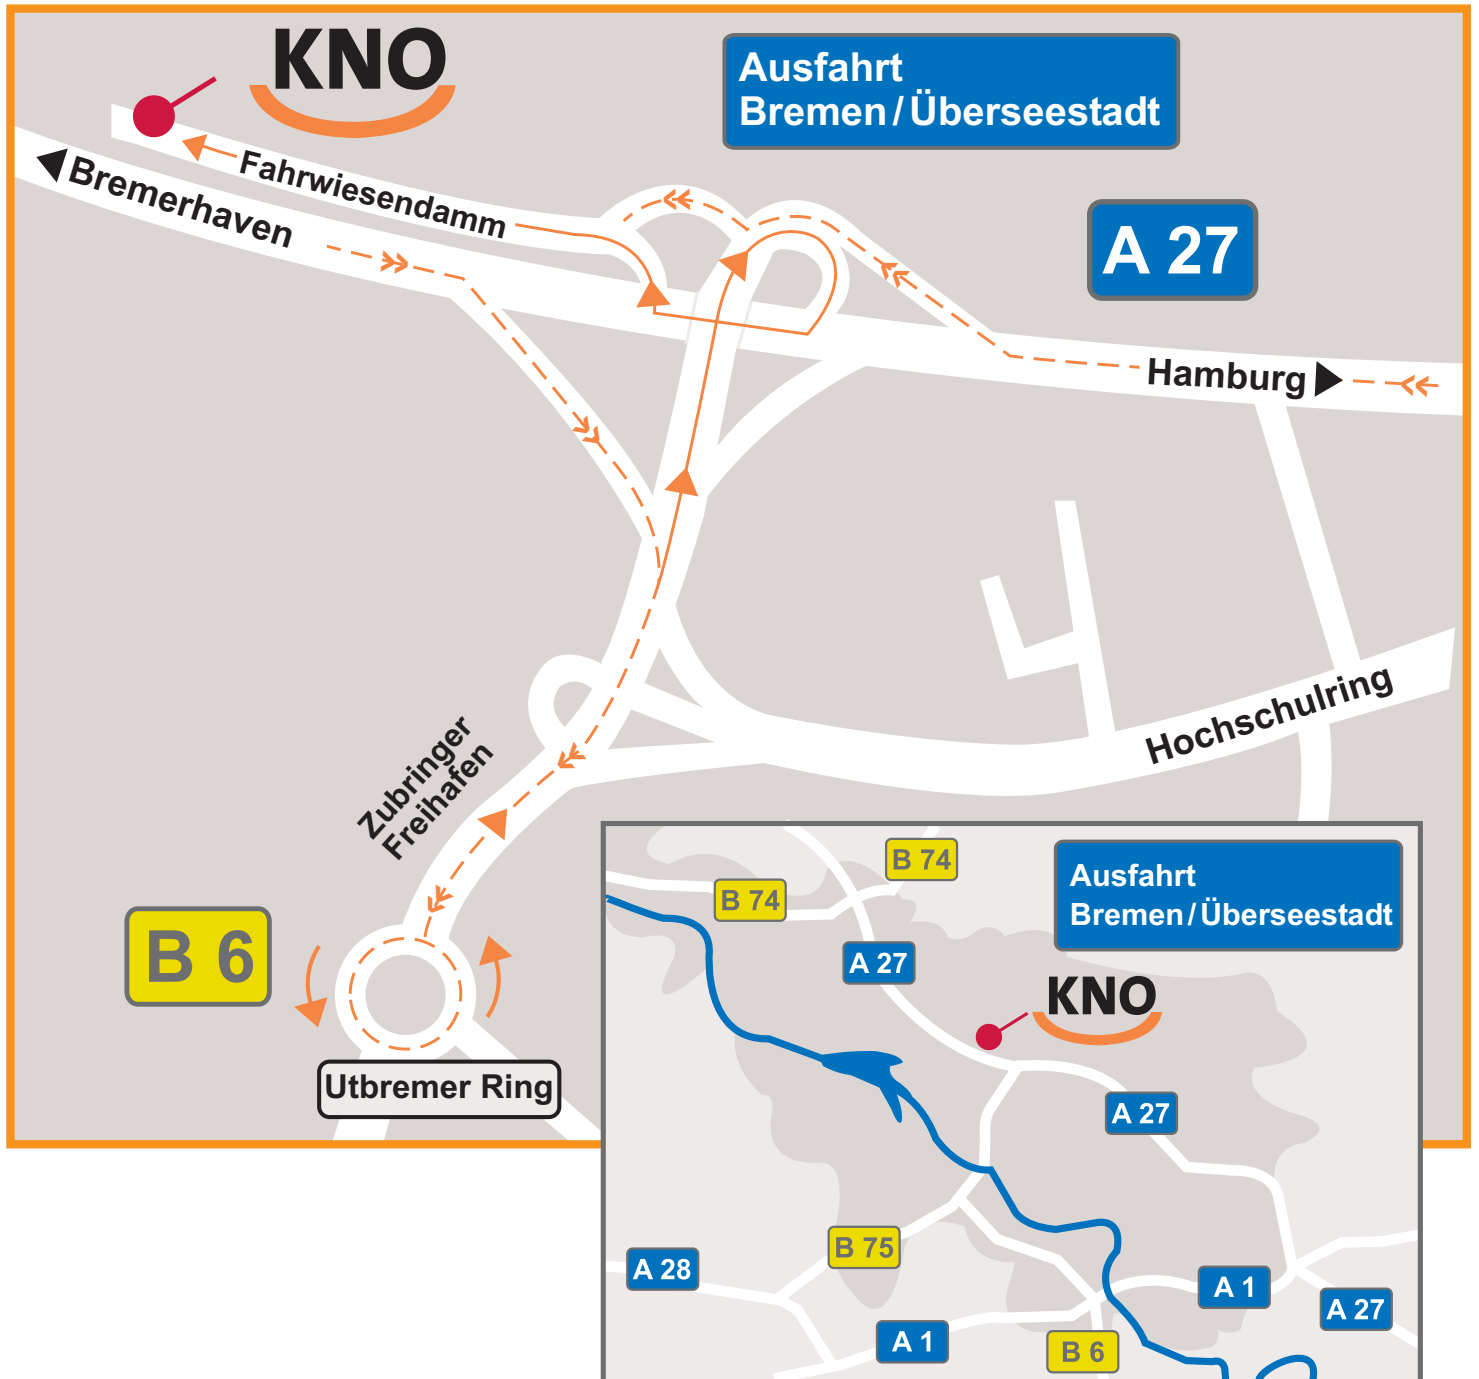 KNO
Ausfahrt
Bremen / Überseestadt
Fahrwiesendamm
Bremerhaven
A 27
Hamburg
Hochschulring
Zubringer
Freihafen
B 6
Utbremer Ring
B 74
B 74
Ausfahrt
Bremen / Überseestadt
A 27
KNO
A 27
B 75
A 28
A 1
A 27
A 1
B 6